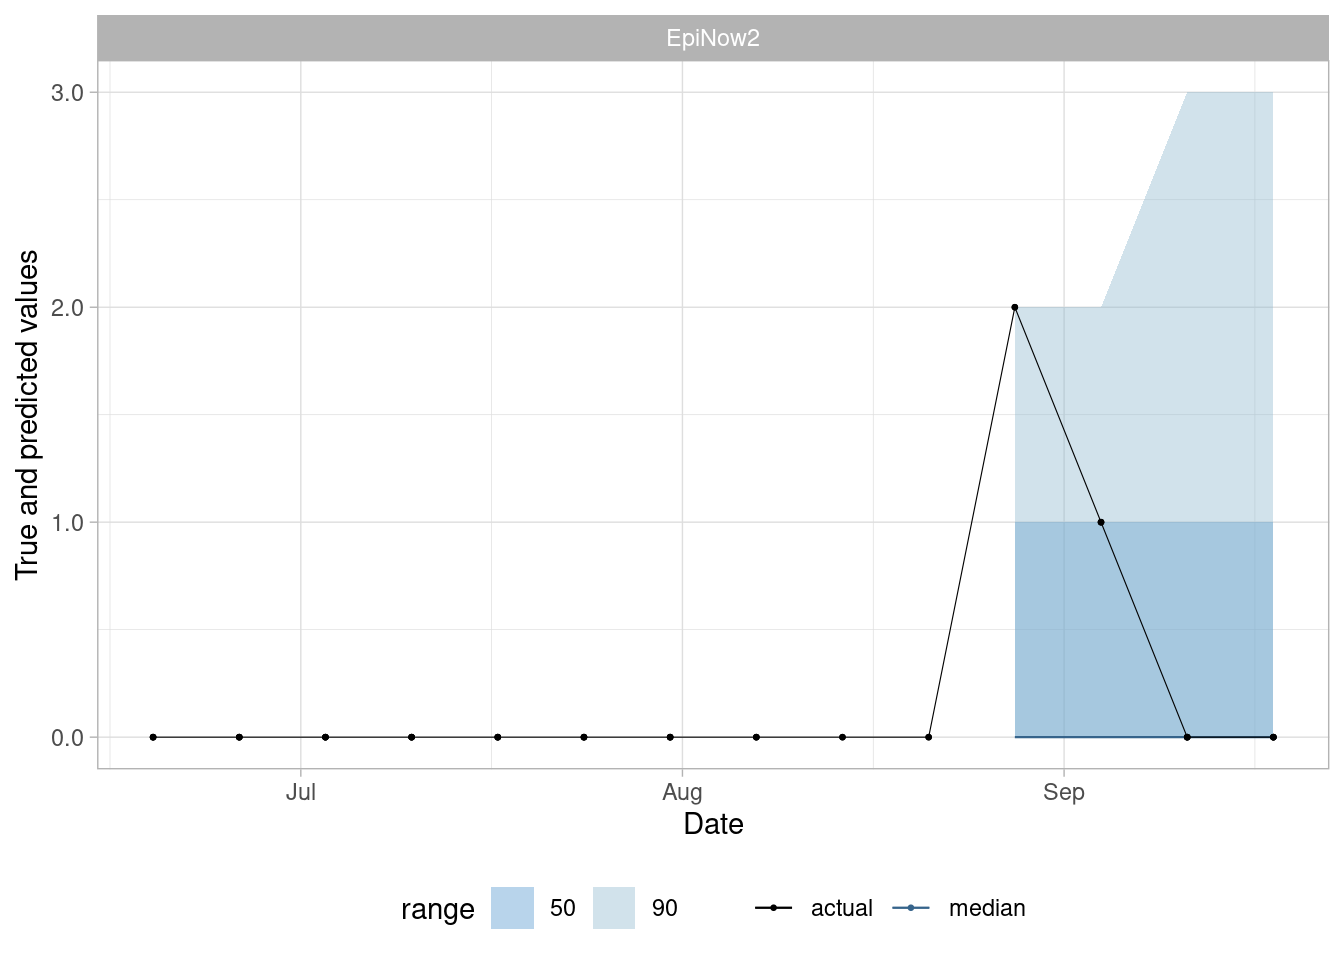 EpiNow2
3.0
2.0
1.0
0.0
True and predicted values
Jul Aug Sep
Date
range 50 90 actual median